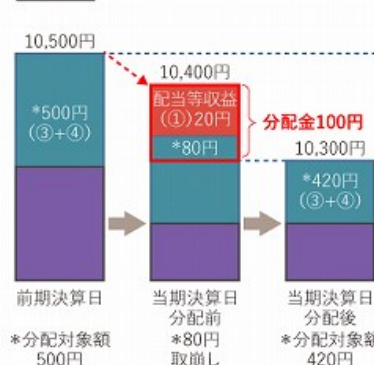 10,500円
10,400円
配当等収益
(①)20円
*500円
(③+④)
*80円
分配金100円
10,300円
*420円
(③+④)
前期決算日
当期決算日
分配前
当期決算日
分配後
*分配対象額
500円
*80円
取崩し
*分配対象額
420円